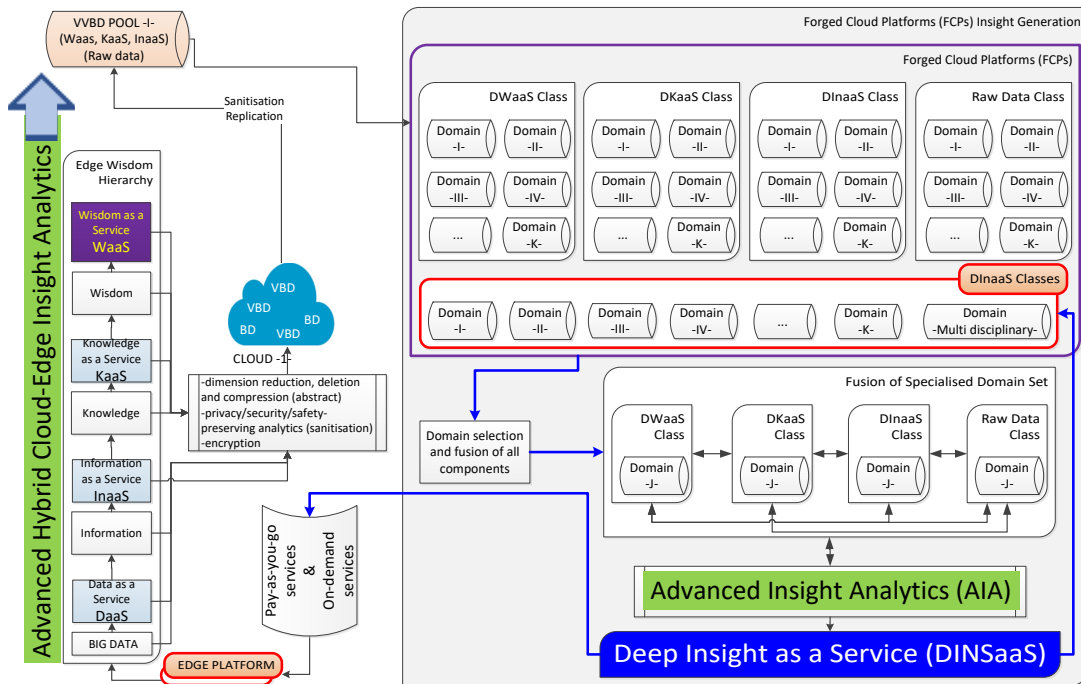 VVBD POOL -I-
(Waas, KaaS, InaaS)
(Raw data)
Sanitisation
Replication
Advanced Hybrid Cloud-Edge Insight Analytics
Edge Wisdom
Hierarchy
Wisdom as a
Service
WaaS
Wisdom
Knowledge
as a Service
KaaS
Knowledge
Information
as a Service
InaaS
Information
Data as a
Service
DaaS
BIG DATA
VBD
VBD
BD
BD
VBD
CLOUD -1-
-dimension reduction, deletion
and compression (abstract)
-privacy/security/safety-
preserving analytics (sanitisation)
-encryption
Pay-as-you-go
services
&
On-demand
services
EDGE PLATFORM
Forged Cloud Platforms (FCPs) Insight Generation
Forged Cloud Platforms (FCPs)
DWaaS Class
Domain
-I-
Domain
-II-
Domain
-III-
Domain
-IV-
...
Domain
-K-
DKaaS Class
Domain
-I-
Domain
-II-
Domain
-III-
Domain
-IV-
...
Domain
-K-
DInaaS Class
Domain
-I-
Domain
-II-
Domain
-III-
Domain
-IV-
...
Domain
-K-
Raw Data Class
Domain
-I-
Domain
-II-
Domain
-III-
Domain
-IV-
...
Domain
-K-
DInaaS Classes
Domain
-I-
Domain
-II-
Domain
-III-
Domain
-IV-
...
Domain
-K-
Domain
-Multi disciplinary-
Domain selection
and fusion of all
components
Fusion of Specialised Domain Set
DWaaS
Class
Domain
-J-
DKaaS
Class
Domain
-J-
DInaaS
Class
Domain
-J-
Raw Data
Class
Domain
-J-
Advanced Insight Analytics (AIA)
Deep Insight as a Service (DINSaaS)